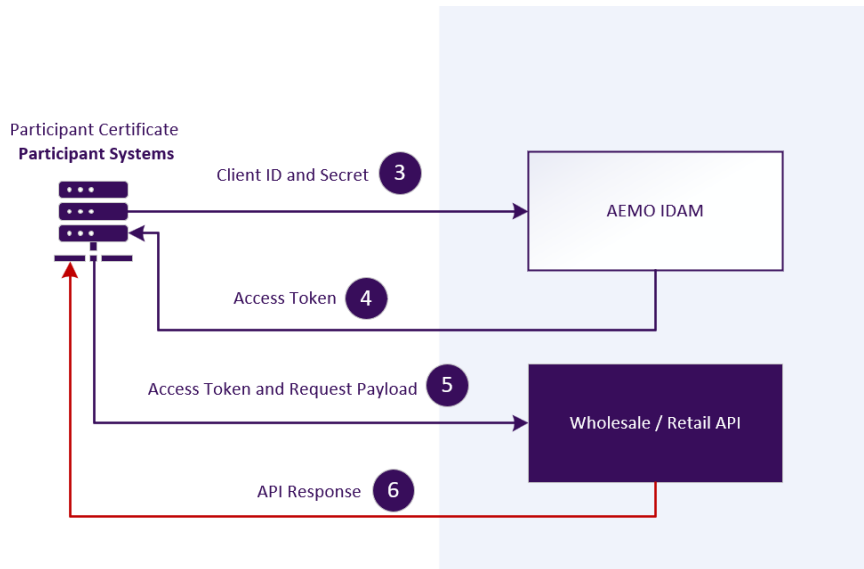 Participant Certificate
Participant Systems
Client ID and Secret 3
AEMO IDAM
Access Token 4
Access Token and Request Payload 5
Wholesale / Retail API
API Response 6